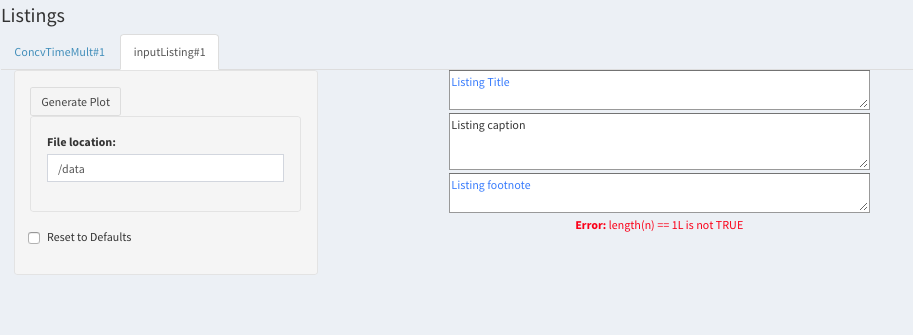 Listings
ConcvTimeMult#1
inputListing#1
Generate Plot
File location:
/data
Reset to Defaults
Listing Title
Listing caption
Listing footnote
Error: length(n) == 1L is not TRUE